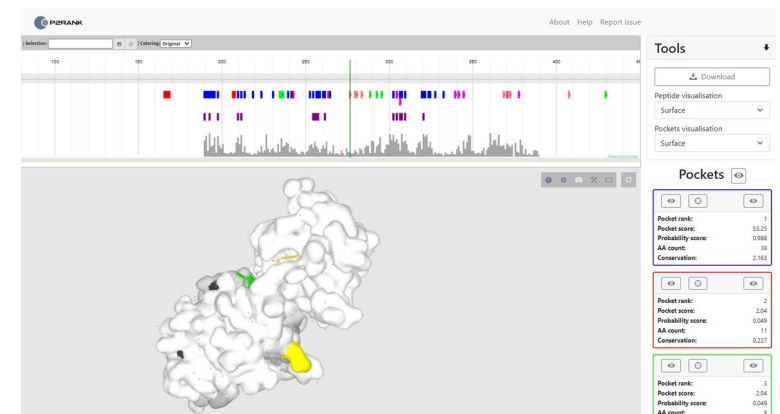 P2RANK
About Help Report issue
| Selection: | Coloring: Original
100 150 200 250 300 350 400
Tools
Download
Peptide visualisation
Surface
Pockets visualisation
Surface
Pockets
Pocket rank: 1
Pocket score: 53.25
Probability score: 0.988
AA count: 38
Conservation: 2.163
Pocket rank: 2
Pocket score: 2.04
Probability score: 0.049
AA count: 11
Conservation: 0.227
Pocket rank: 3
Pocket score: 2.04
Probability score: 0.049
AA count: 9